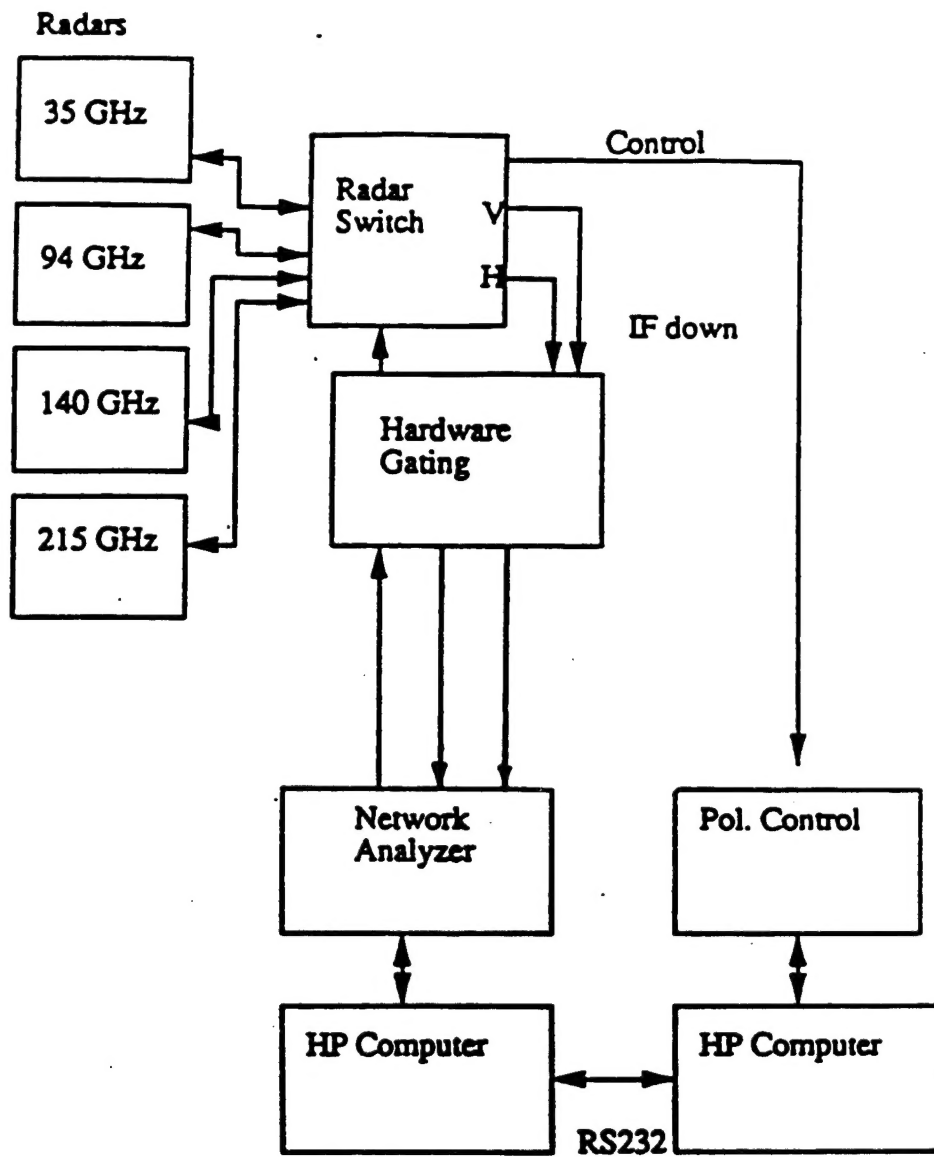 Radars
35 GHz
94 GHz
140 GHz
215 GHz
Radar
Switch
V
H
Control
IF down
Hardware
Gating
Network
Analyzer
Pol. Control
HP Computer
HP Computer
RS232